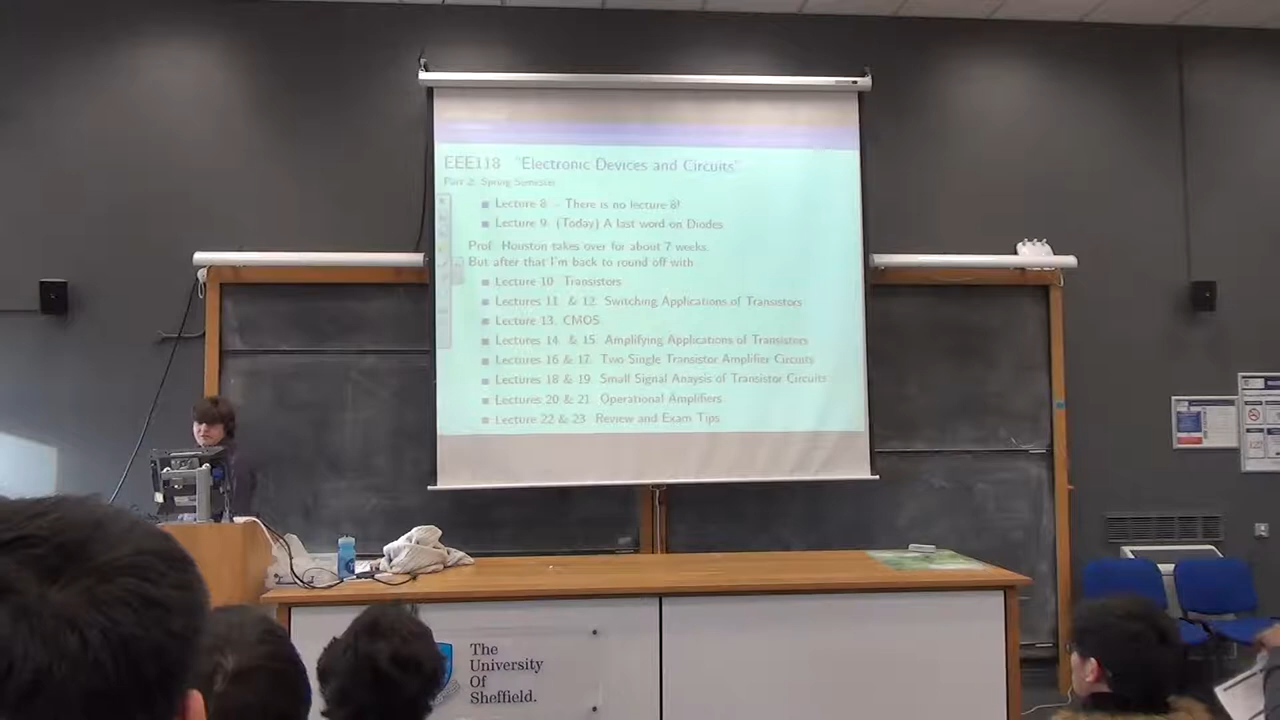 EEE118 "Electronic Devices and Circuits"
Part 2: Spring Semester
Lecture 8 - There is no lecture 8!
Lecture 9 (Today) A last word on Diodes
Prof. Houston takes over for about 7 weeks.
But after that I'm back to round off with
Lecture 10 Transistors
Lectures 11 & 12 Switching Applications of Transistors
Lecture 13 CMOS
Lectures 14 & 15 Amplifying Applications of Transistors
Lectures 16 & 17 Two Single Transistor Amplifier Circuits
Lectures 18 & 19 Small Signal Anaysis of Transistor Circuits
Lectures 20 & 21 Operational Amplifiers
Lecture 22 & 23 Review and Exam Tips
The
University
Of
Sheffield.